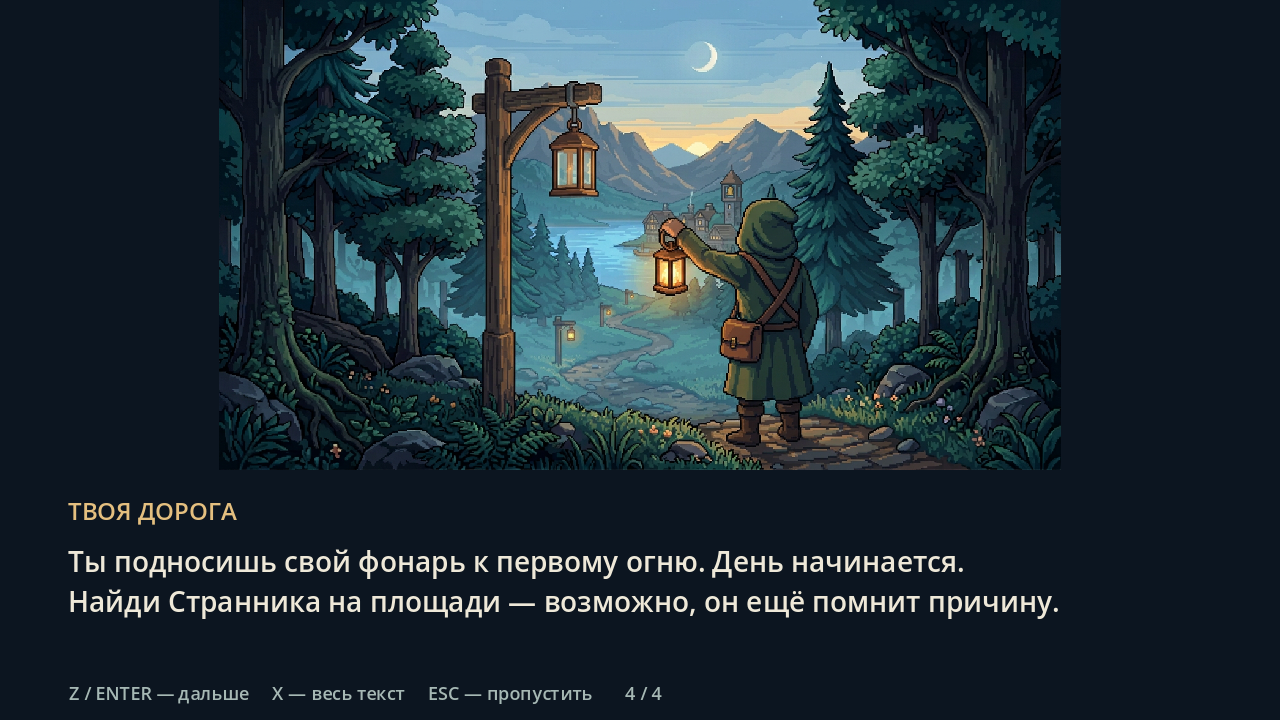 ТВОЯ ДОРОГА
Ты подносишь свой фонарь к первому огню. День начинается.
Найди Странника на площади — возможно, он ещё помнит причину.
Z / ENTER — дальше X — весь текст ESC — пропустить 4 / 4